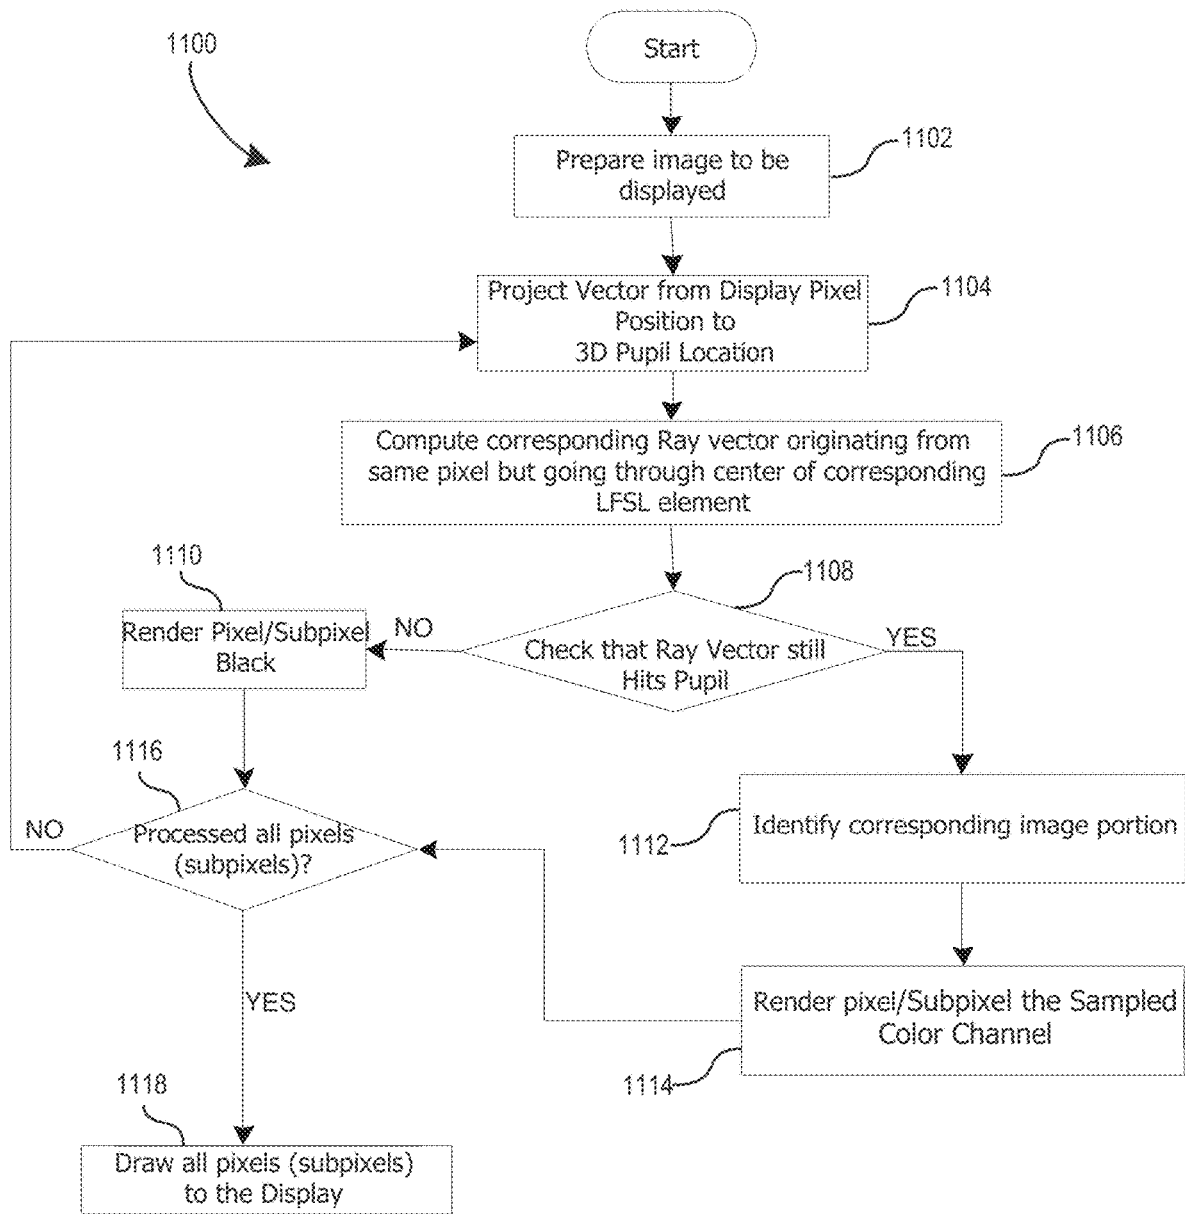 1100
Start
1102
Prepare image to be
displayed
1104
Project Vector from Display Pixel
Position to
3D Pupil Location
1106
Compute corresponding Ray vector originating from
same pixel but going through center of corresponding
LFSL element
1108
Check that Ray Vector still
Hits Pupil
NO
YES
1110
Render Pixel/Subpixel
Black
1116
Processed all pixels
(subpixels)?
NO
YES
1112
Identify corresponding image portion
1114
Render pixel/Subpixel the Sampled
Color Channel
1118
Draw all pixels (subpixels)
to the Display